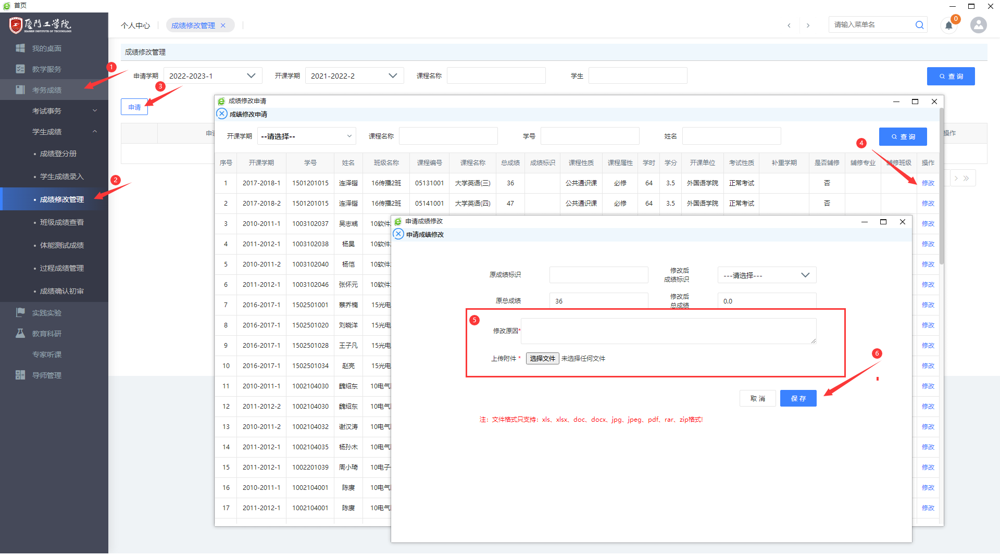 首页
厦门工学院
XIAMEN INSTITUTE OF TECHNOLOGY
个人中心
成绩修改管理
请输入菜单名
0
我的桌面
教学服务
考务成绩
考试事务
学生成绩
成绩登分册
学生成绩录入
成绩修改管理
班级成绩查看
体能测试成绩
过程成绩管理
成绩确认初审
实践实验
教育科研
专家听课
导师管理
1
2
3
成绩修改管理
申请学期 2022-2023-1 开课学期 2021-2022-2 课程名称 学生 查 询
申请
操作
成绩修改申请
成绩修改申请
开课学期 --请选择-- 课程名称 学号 姓名 查 询
4
序号 开课学期 学号 姓名 班级名称 课程编号 课程名称 总成绩 成绩标识 课程性质 课程属性 学时 学分 开课单位 考试性质 补重学期 是否辅修 辅修专业 辅修班级 操作
1 2017-2018-1 1501201015 连泽锴 16传播2班 05131001 大学英语(三) 36 公共通识课 必修 64 3.5 外国语学院 正常考试 否 修改
2 2017-2018-2 1501201015 连泽锴 16传播2班 05141001 大学英语(四) 47 公共通识课 必修 64 3.5 外国语学院 正常考试 否 修改
3 2010-2011-1 1003102037 吴志彧 10软件 修改
4 2011-2012-1 1003102038 杨昊 10软件 修改
5 2010-2011-2 1003102040 杨恺 10软件 修改
6 2011-2012-1 1003102046 张怀元 10软件 修改
7 2016-2017-1 1502501001 蔡乔楠 15光电 修改
8 2016-2017-1 1502501020 刘晓洋 15光电 修改
9 2016-2017-1 1502501028 王子凡 15光电 修改
10 2016-2017-1 1502501034 赵亮 15光电 修改
11 2010-2011-1 1002104030 魏绍东 10电气 修改
12 2011-2012-2 1002104030 魏绍东 10电气 修改
13 2010-2011-2 1002104032 谢汉涛 10电气 修改
14 2011-2012-1 1002104035 杨孙木 10电气 修改
15 2011-2012-1 1002201039 周小琦 10电子 修改
16 2010-2011-1 1002104001 陈赓 10电气 修改
17 2011-2012-1 1002104001 陈赓 10电气 修改
申请成绩修改
申请成绩修改
原成绩标识 修改后成绩标识 ---请选择---
原总成绩 36 修改后总成绩 0.0
5
修改原因*
上传附件 * 选择文件 未选择任何文件
6
取 消 保 存
注：文件格式只支持：xls、xlsx、doc、docx、jpg、jpeg、pdf、rar、zip格式!